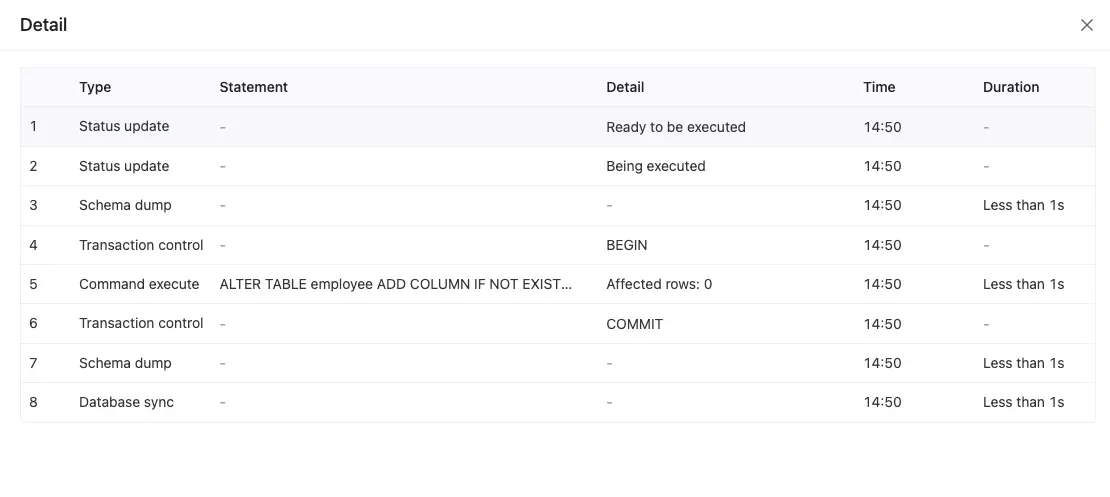 Detail
Type Statement Detail Time Duration
1 Status update - Ready to be executed 14:50 -
2 Status update - Being executed 14:50 -
3 Schema dump - - 14:50 Less than 1s
4 Transaction control - BEGIN 14:50 -
5 Command execute ALTER TABLE employee ADD COLUMN IF NOT EXIST... Affected rows: 0 14:50 Less than 1s
6 Transaction control - COMMIT 14:50 -
7 Schema dump - - 14:50 Less than 1s
8 Database sync - - 14:50 Less than 1s